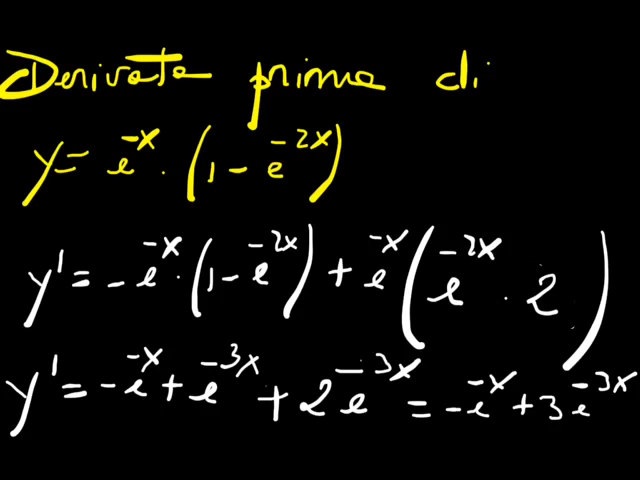 Derivata prima di
y = e^-x · (1 - e^-2x)
y' = -e^-x · (1 - e^-2x) + e^-x (e^-2x · 2)
y' = -e^-x + e^-3x + 2e^-3x = -e^-x + 3e^-3x